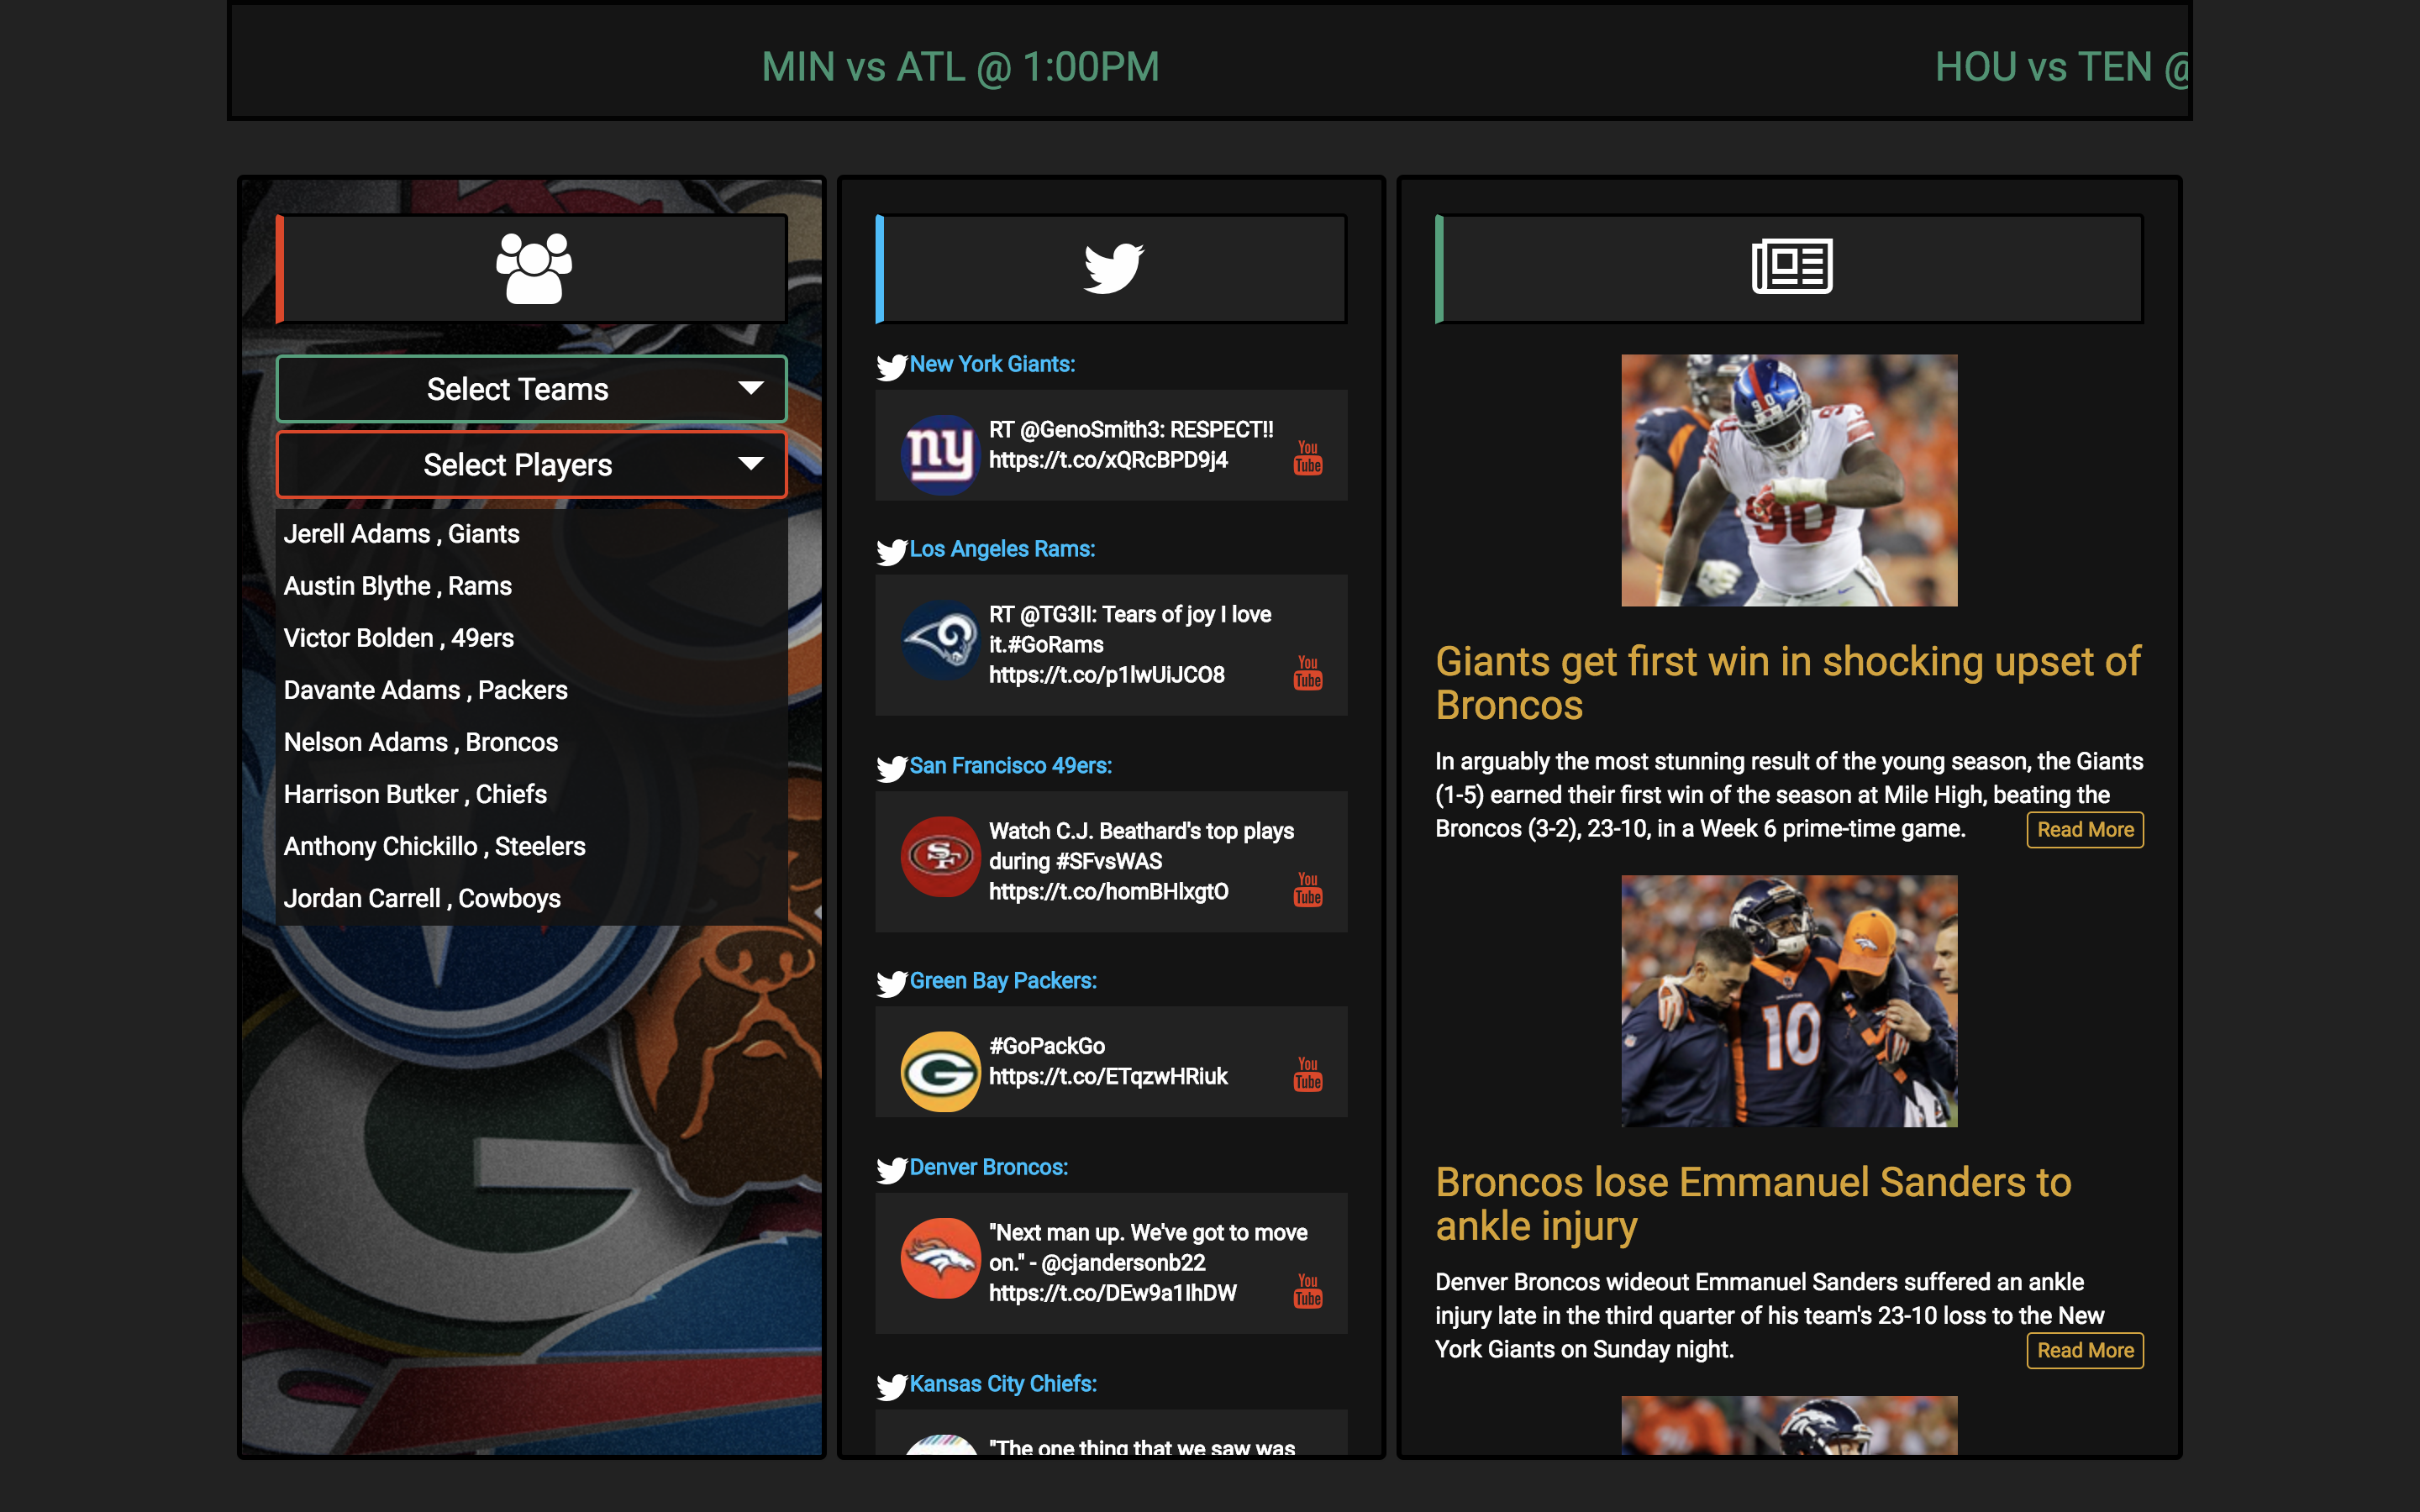 MIN vs ATL @ 1:00PM
HOU vs TEN @
Select Teams
Select Players
Jerell Adams , Giants
Austin Blythe , Rams
Victor Bolden , 49ers
Davante Adams , Packers
Nelson Adams , Broncos
Harrison Butker , Chiefs
Anthony Chickillo , Steelers
Jordan Carrell , Cowboys
New York Giants:
ny
RT @GenoSmith3: RESPECT!!
https://t.co/xQRcBPD9j4
You
Tube
Los Angeles Rams:
RT @TG3II: Tears of joy I love
it.#GoRams
https://t.co/p1lwUiJCO8
You
Tube
San Francisco 49ers:
SF
Watch C.J. Beathard's top plays
during #SFvsWAS
https://t.co/homBHlxgtO
You
Tube
Green Bay Packers:
G
#GoPackGo
https://t.co/ETqzwHRiuk
You
Tube
Denver Broncos:
"Next man up. We've got to move
on." - @cjandersonb22
https://t.co/DEw9a1lhDW
You
Tube
Kansas City Chiefs:
"The one thing that we saw was
90
90
Giants get first win in shocking upset of
Broncos
In arguably the most stunning result of the young season, the Giants
(1-5) earned their first win of the season at Mile High, beating the
Broncos (3-2), 23-10, in a Week 6 prime-time game.
Read More
10
Broncos lose Emmanuel Sanders to
ankle injury
Denver Broncos wideout Emmanuel Sanders suffered an ankle
injury late in the third quarter of his team's 23-10 loss to the New
York Giants on Sunday night.
Read More